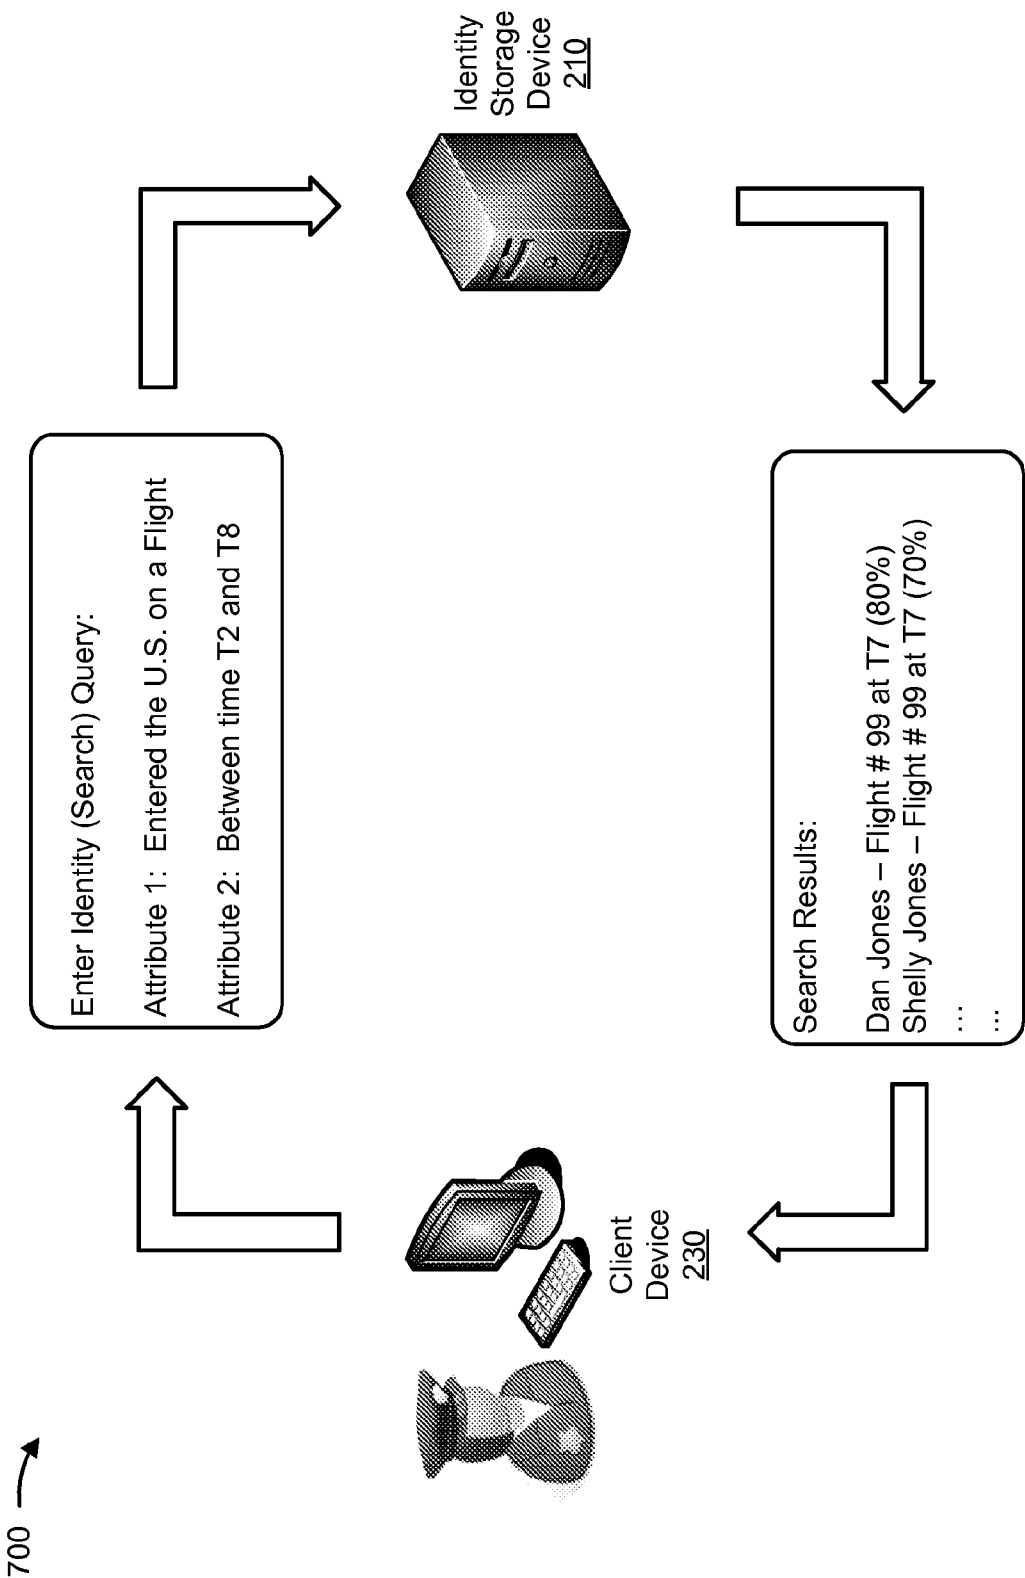 700
Enter Identity (Search) Query:
Attribute 1: Entered the U.S. on a Flight
Attribute 2: Between time T2 and T8
Client
Device
230
Identity
Storage
Device
210
Search Results:
Dan Jones – Flight # 99 at T7 (80%)
Shelly Jones – Flight # 99 at T7 (70%)
…
...